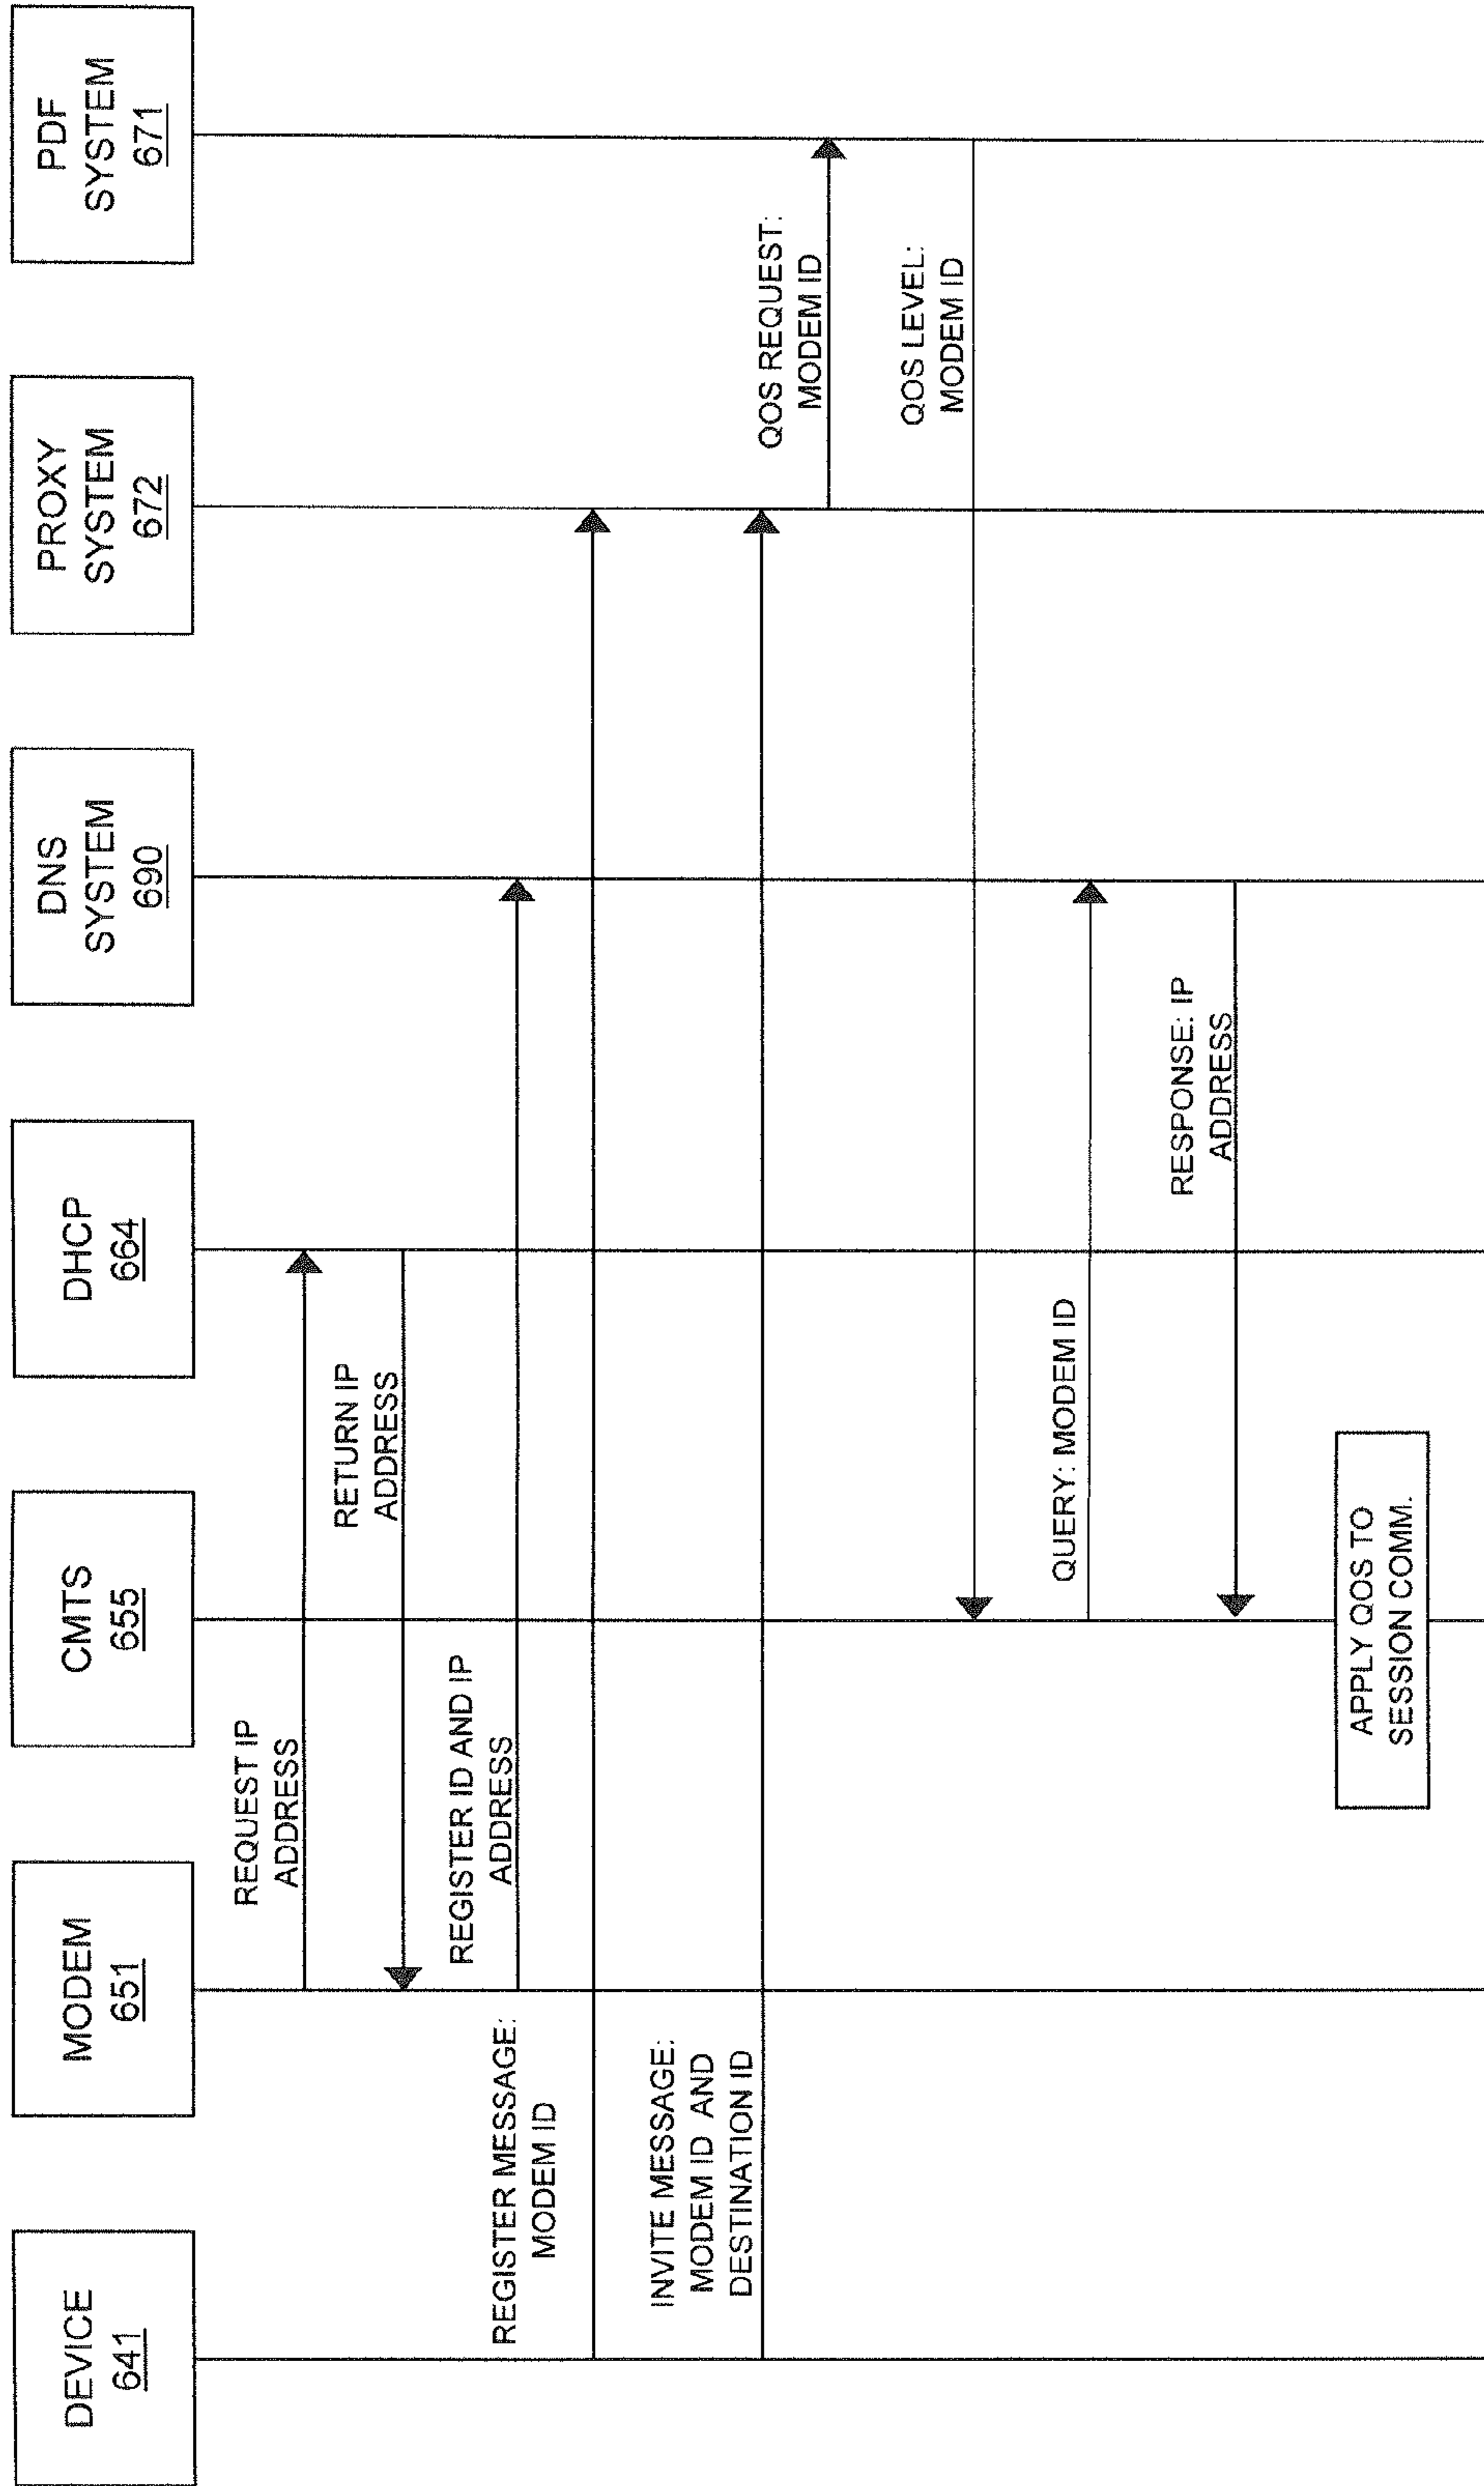 DEVICE
641
MODEM
651
CMTS
655
DHCP
664
DNS
SYSTEM
690
PROXY
SYSTEM
672
PDF
SYSTEM
671
REQUEST IP
ADDRESS
RETURN IP
ADDRESS
REGISTER ID AND IP
ADDRESS
REGISTER MESSAGE:
MODEM ID
INVITE MESSAGE:
MODEM ID AND
DESTINATION ID
QOS REQUEST:
MODEM ID
QOS LEVEL:
MODEM ID
QUERY: MODEM ID
RESPONSE: IP
ADDRESS
APPLY QOS TO
SESSION COMM.